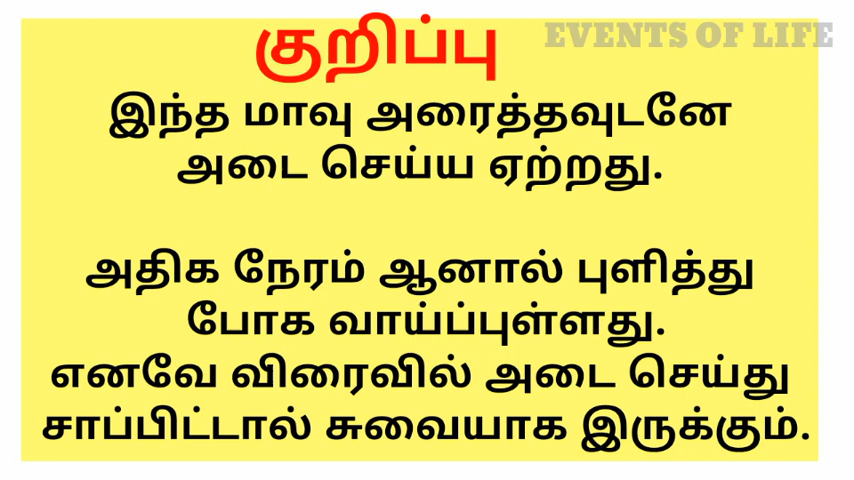 குறிப்பு
EVENTS OF LIFE
இந்த மாவு அரைத்தவுடனே
அடை செய்ய ஏற்றது.
அதிக நேரம் ஆனால் புளித்து
போக வாய்ப்புள்ளது.
எனவே விரைவில் அடை செய்து
சாப்பிட்டால் சுவையாக இருக்கும்.